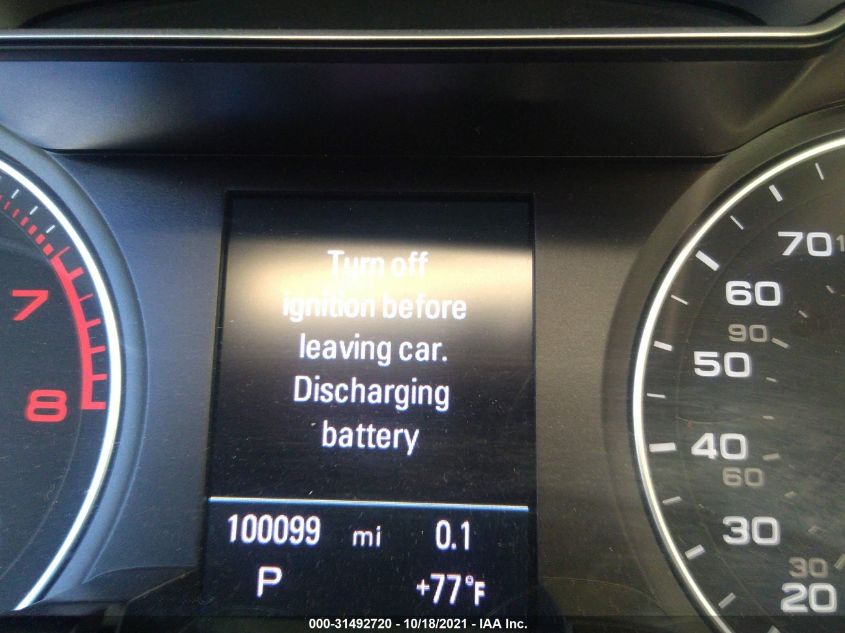 Turn off
ignition before
leaving car.
Discharging
battery
100099 mi 0.1
P +77°F
7
8
70
60
90
50
40
60
30
30
20
000-31492720 - 10/18/2021 - IAA Inc.